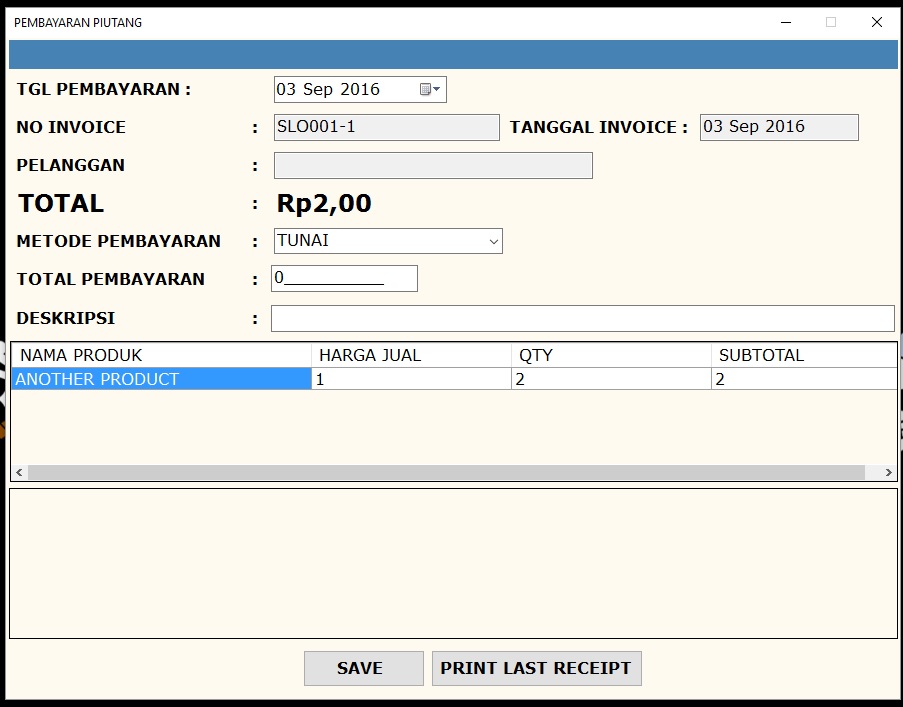 PEMBAYARAN PIUTANG
TGL PEMBAYARAN : 03 Sep 2016
NO INVOICE : SLO001-1 TANGGAL INVOICE : 03 Sep 2016
PELANGGAN :
TOTAL : Rp2,00
METODE PEMBAYARAN : TUNAI
TOTAL PEMBAYARAN : 0____________
DESKRIPSI :
NAMA PRODUK HARGA JUAL QTY SUBTOTAL
ANOTHER PRODUCT 1 2 2
SAVE PRINT LAST RECEIPT